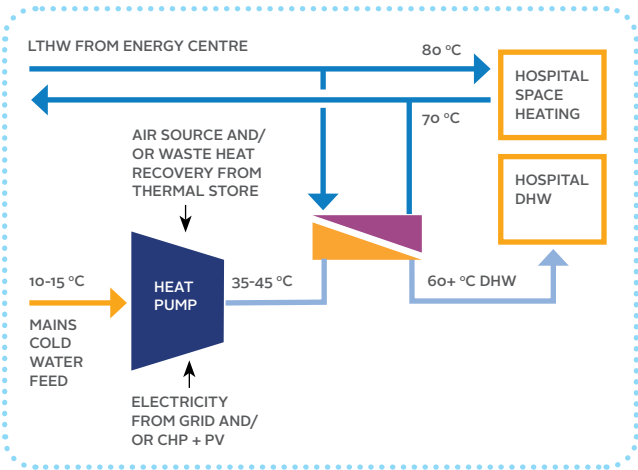 LTHW FROM ENERGY CENTRE
80 °C
70 °C
HOSPITAL
SPACE
HEATING
AIR SOURCE AND/
OR WASTE HEAT
RECOVERY FROM
THERMAL STORE
HOSPITAL
DHW
10-15 °C
HEAT
PUMP
35-45 °C
60+ °C DHW
MAINS
COLD
WATER
FEED
ELECTRICITY
FROM GRID AND/
OR CHP + PV